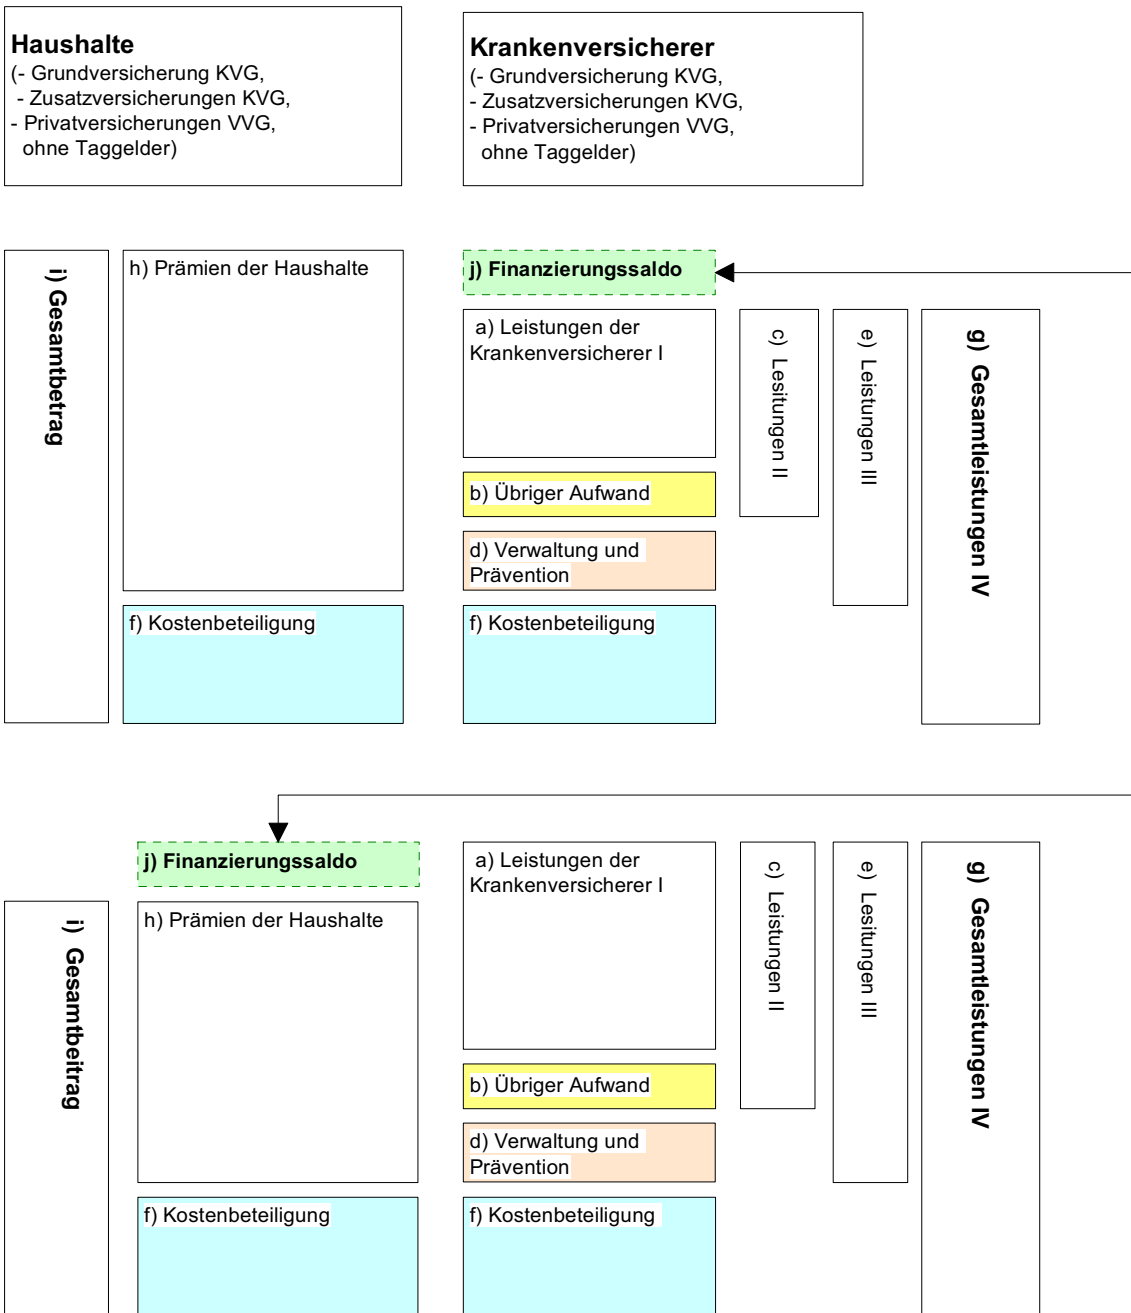 Haushalte
(- Grundversicherung KVG,
- Zusatzversicherungen KVG,
- Privatversicherungen VVG,
ohne Taggelder)
Krankenversicherer
(- Grundversicherung KVG,
- Zusatzversicherungen KVG,
- Privatversicherungen VVG,
ohne Taggelder)
i) Gesamtbetrag
h) Prämien der Haushalte
f) Kostenbeteiligung
j) Finanzierungssaldo
a) Leistungen der
Krankenversicherer I
b) Übriger Aufwand
d) Verwaltung und
Prävention
f) Kostenbeteiligung
c) Lesitungen II
e) Leistungen III
g) Gesamtleistungen IV
i) Gesamtbeitrag
j) Finanzierungssaldo
h) Prämien der Haushalte
f) Kostenbeteiligung
a) Leistungen der
Krankenversicherer I
b) Übriger Aufwand
d) Verwaltung und
Prävention
f) Kostenbeteiligung
c) Leistungen II
e) Lesitungen III
g) Gesamtleistungen IV